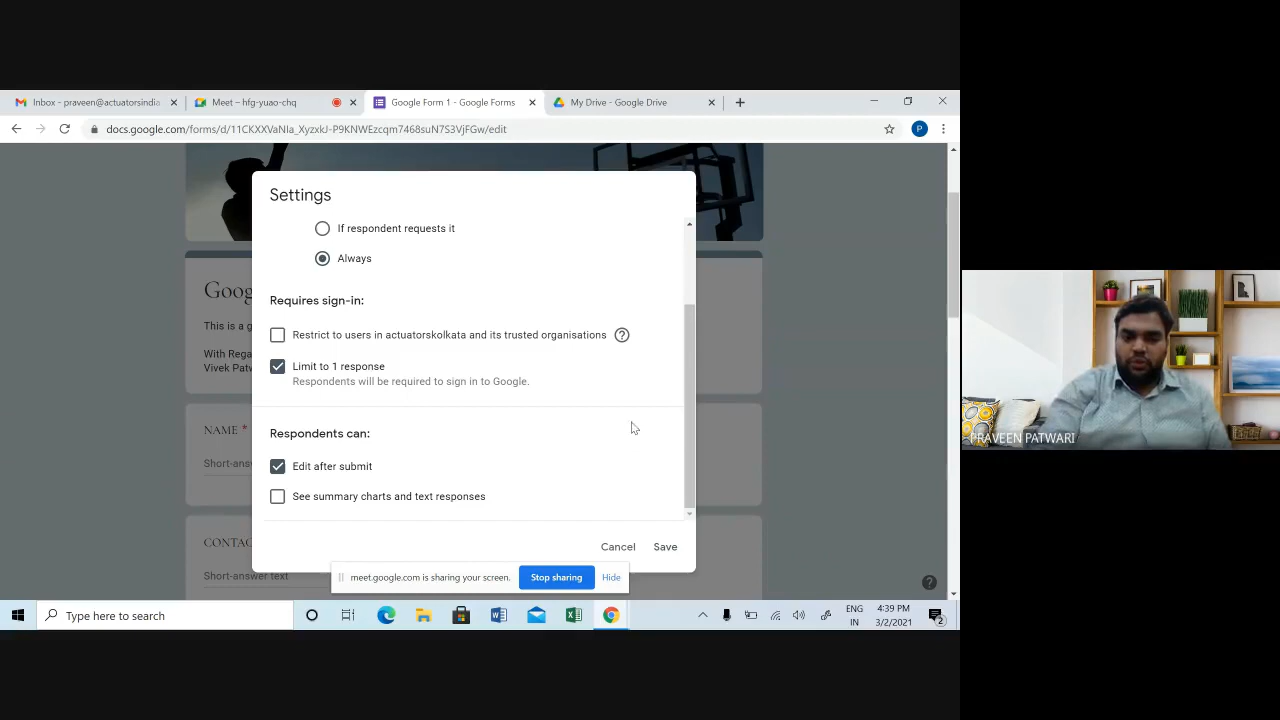 Inbox - praveen@actuatorsindia
Meet – hfg-yuao-chq
Google Form 1 - Google Forms
My Drive - Google Drive
docs.google.com/forms/d/11CKXXVaNIa_XyzxkJ-P9KNWEzcqm7468suN7S3VjFGw/edit
P
Settings
If respondent requests it
Always
Goog
Requires sign-in:
This is a g
Restrict to users in actuatorskolkata and its trusted organisations
With Rega
Vivek Patw
Limit to 1 response
Respondents will be required to sign in to Google.
NAME *
Respondents can:
Short-answ
Edit after submit
See summary charts and text responses
CONTAC
Cancel
Save
Short-answer text
meet.google.com is sharing your screen.
Stop sharing
Hide
Type here to search
ENG
IN
4:39 PM
3/2/2021
2
PRAVEEN PATWARI